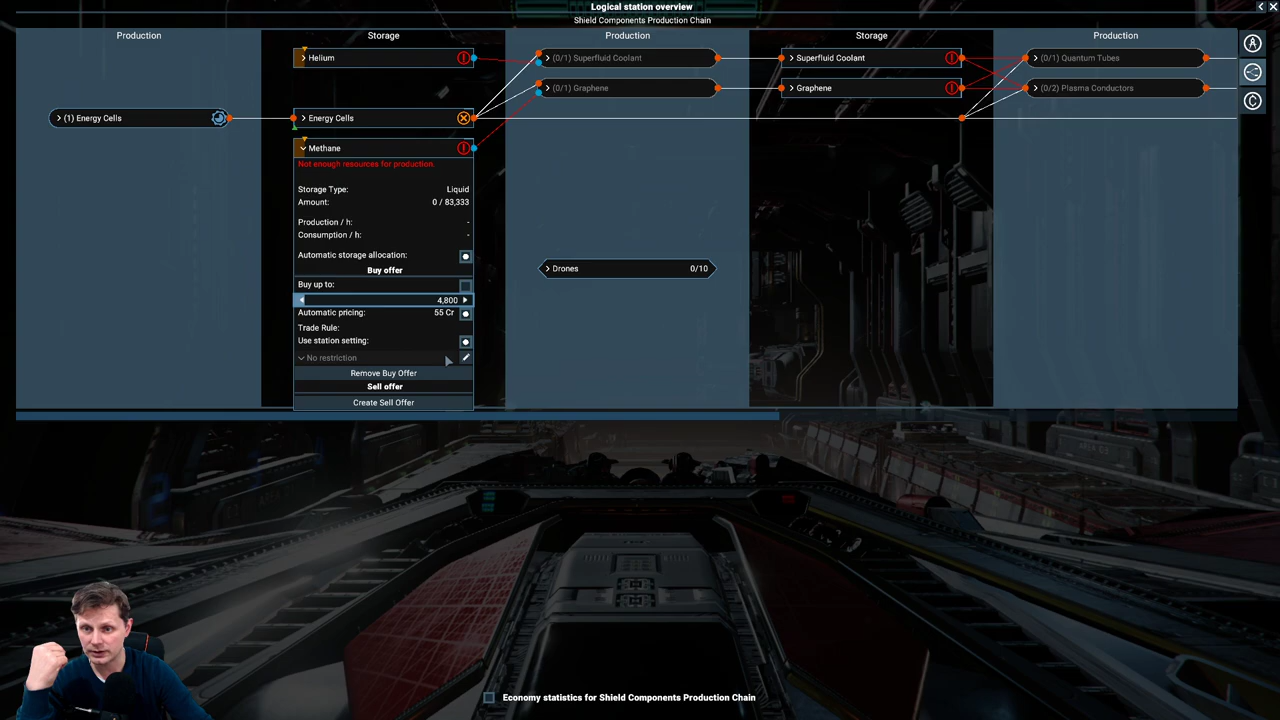 Logical station overview
Shield Components Production Chain
Production
Storage
Production
Storage
Production
Helium
(0/1) Superfluid Coolant
Superfluid Coolant
(0/1) Quantum Tubes
(0/1) Graphene
Graphene
(0/2) Plasma Conductors
(1) Energy Cells
Energy Cells
Methane
Not enough resources for production.
Storage Type: Liquid
Amount: 0 / 83,333
Production / h: -
Consumption / h: -
Automatic storage allocation:
Buy offer
Buy up to:
4,800
Automatic pricing: 55 Cr
Trade Rule:
Use station setting:
No restriction
Remove Buy Offer
Sell offer
Create Sell Offer
Drones 0/10
A
C
Economy statistics for Shield Components Production Chain